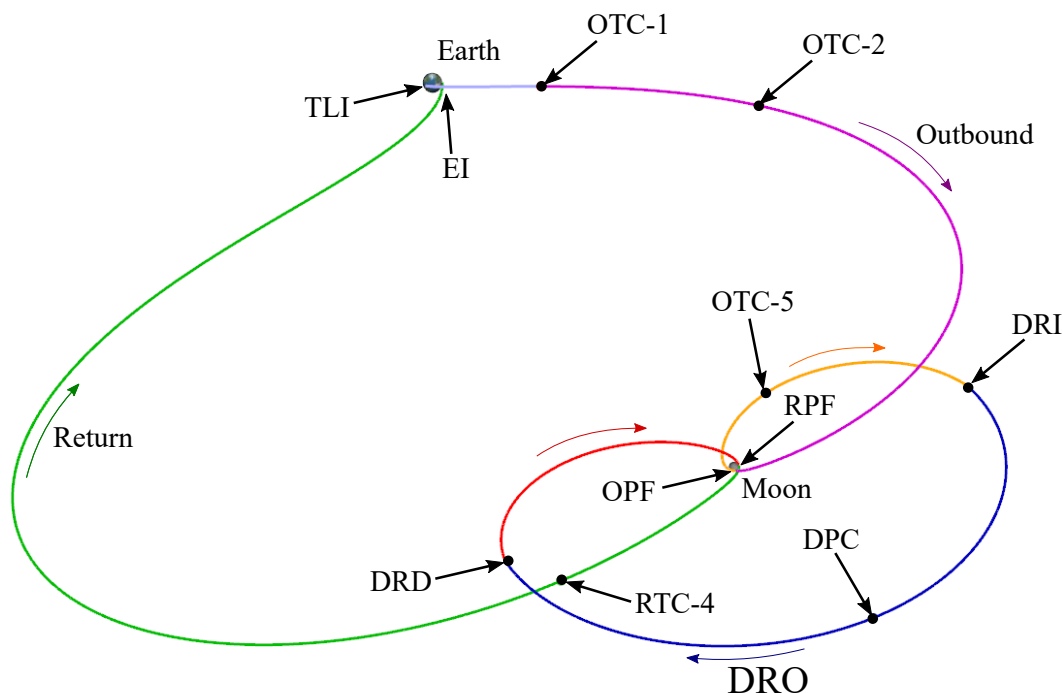 OTC-1
Earth
OTC-2
TLI
Outbound
EI
OTC-5
DRI
RPF
Return
OPF
Moon
DPC
DRD
RTC-4
DRO